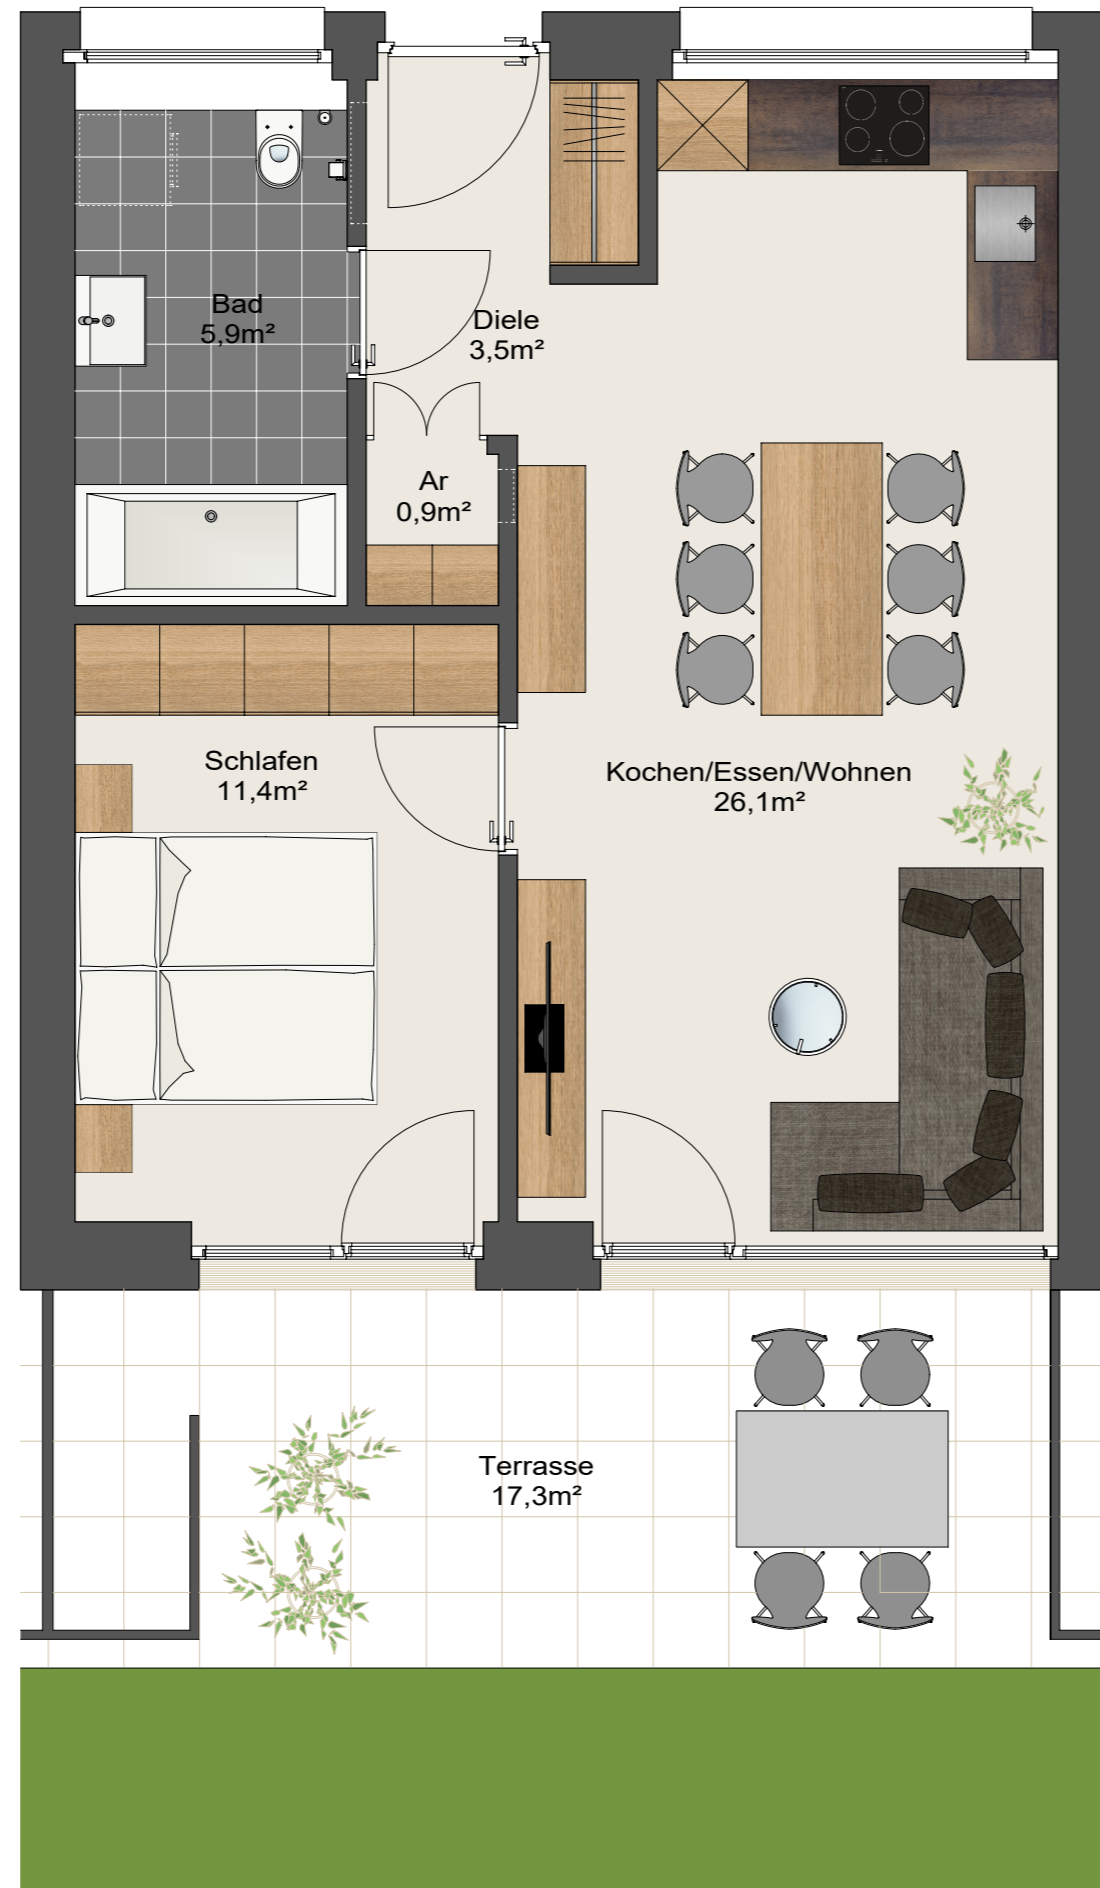 Bad
5,9m²
Diele
3,5m²
Ar
0,9m²
Schlafen
11,4m²
Kochen/Essen/Wohnen
26,1m²
Terrasse
17,3m²